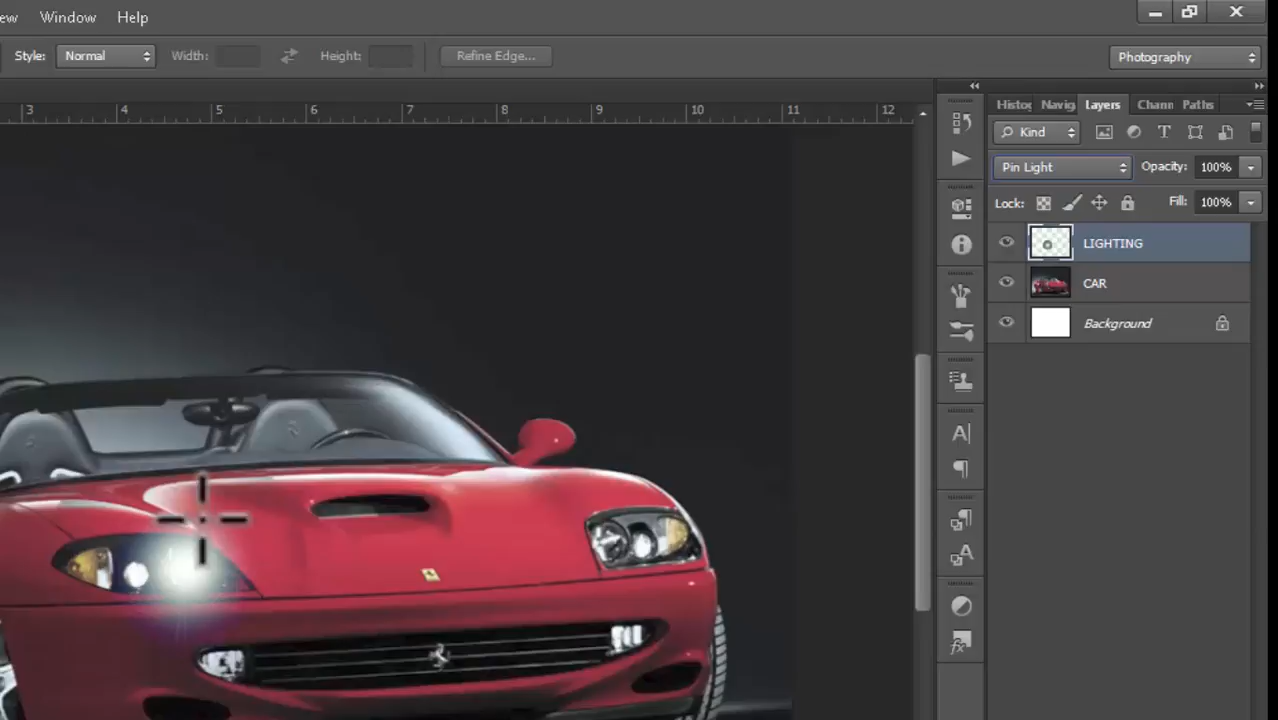 ew Window Help
Style: Normal Width: Height: Refine Edge... Photography
3 4 5 6 7 8 9 10 11 12
Histog Navig Layers Chann Paths
Kind T
Pin Light Opacity: 100%
Lock: Fill: 100%
LIGHTING
CAR
Background